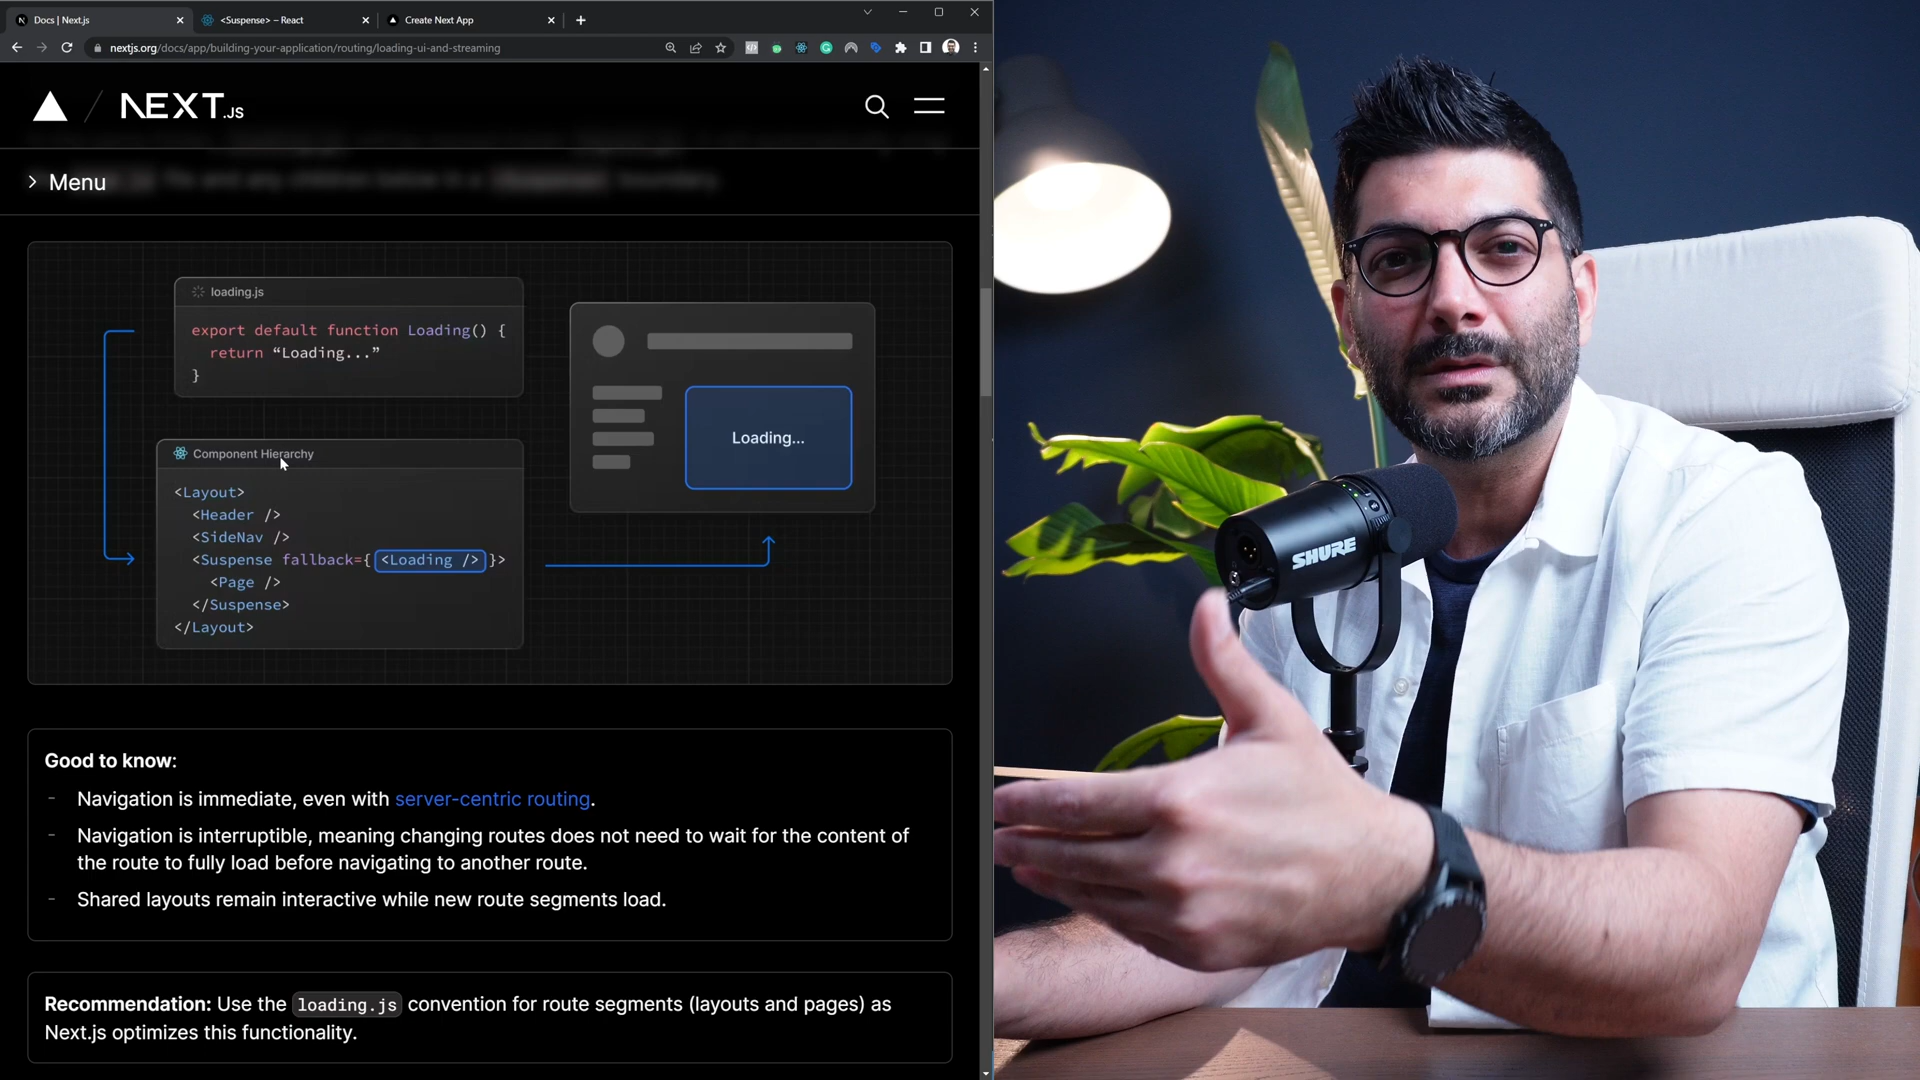 Docs | Next.js
<Suspense> – React
Create Next App
nextjs.org/docs/app/building-your-application/routing/loading-ui-and-streaming
NEXT.JS
Menu
loading.js
export default function Loading() {
return “Loading...”
}
Component Hierarchy
<Layout>
<Header />
<SideNav />
<Suspense fallback={ <Loading /> }>
<Page />
</Suspense>
</Layout>
Loading...
Good to know:
- Navigation is immediate, even with server-centric routing.
- Navigation is interruptible, meaning changing routes does not need to wait for the content of
the route to fully load before navigating to another route.
- Shared layouts remain interactive while new route segments load.
Recommendation: Use the loading.js convention for route segments (layouts and pages) as
Next.js optimizes this functionality.
SHURE